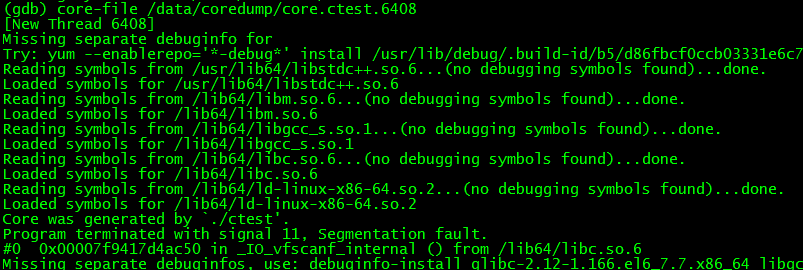 (gdb) core-file /data/coredump/core.ctest.6408
[New Thread 6408]
Missing separate debuginfo for
Try: yum --enablerepo='*-debug*' install /usr/lib/debug/.build-id/b5/d86fbcf0ccb03331e6c7
Reading symbols from /usr/lib64/libstdc++.so.6...(no debugging symbols found)...done.
Loaded symbols for /usr/lib64/libstdc++.so.6
Reading symbols from /lib64/libm.so.6...(no debugging symbols found)...done.
Loaded symbols for /lib64/libm.so.6
Reading symbols from /lib64/libgcc_s.so.1...(no debugging symbols found)...done.
Loaded symbols for /lib64/libgcc_s.so.1
Reading symbols from /lib64/libc.so.6...(no debugging symbols found)...done.
Loaded symbols for /lib64/libc.so.6
Reading symbols from /lib64/ld-linux-x86-64.so.2...(no debugging symbols found)...done.
Loaded symbols for /lib64/ld-linux-x86-64.so.2
Core was generated by `./ctest'.
Program terminated with signal 11, Segmentation fault.
#0  0x00007f9417d4ac50 in _IO_vfscanf_internal () from /lib64/libc.so.6
Missing separate debuginfos, use: debuginfo-install glibc-2.12-1.166.el6_7.7.x86_64 libgc